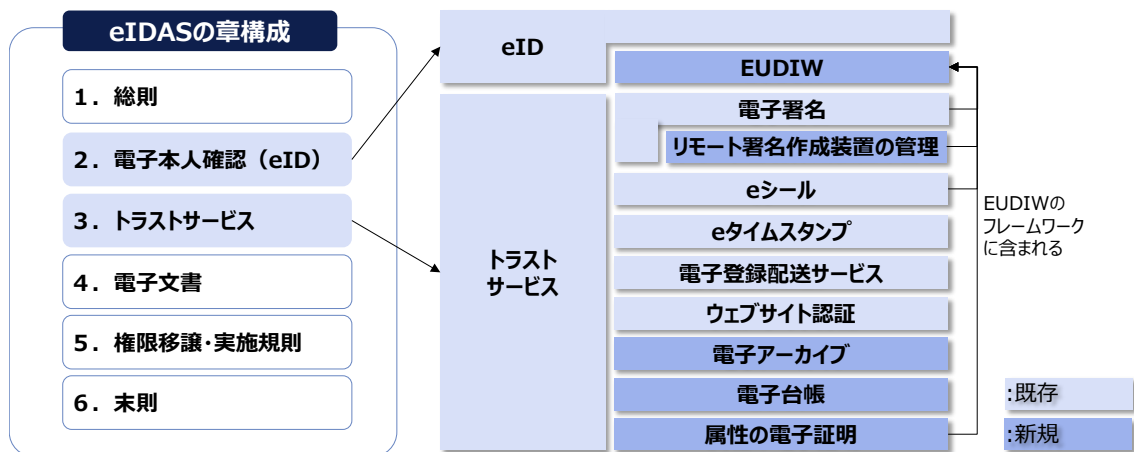 eIDASの章構成
1．総則
2．電子本人確認（eID）
3．トラストサービス
4．電子文書
5．権限移譲・実施規則
6．末則
eID
EUDIW
トラスト
サービス
電子署名
リモート署名作成装置の管理
eシール
eタイムスタンプ
電子登録配送サービス
ウェブサイト認証
電子アーカイブ
電子台帳
属性の電子証明
EUDIWの
フレームワーク
に含まれる
:既存
:新規